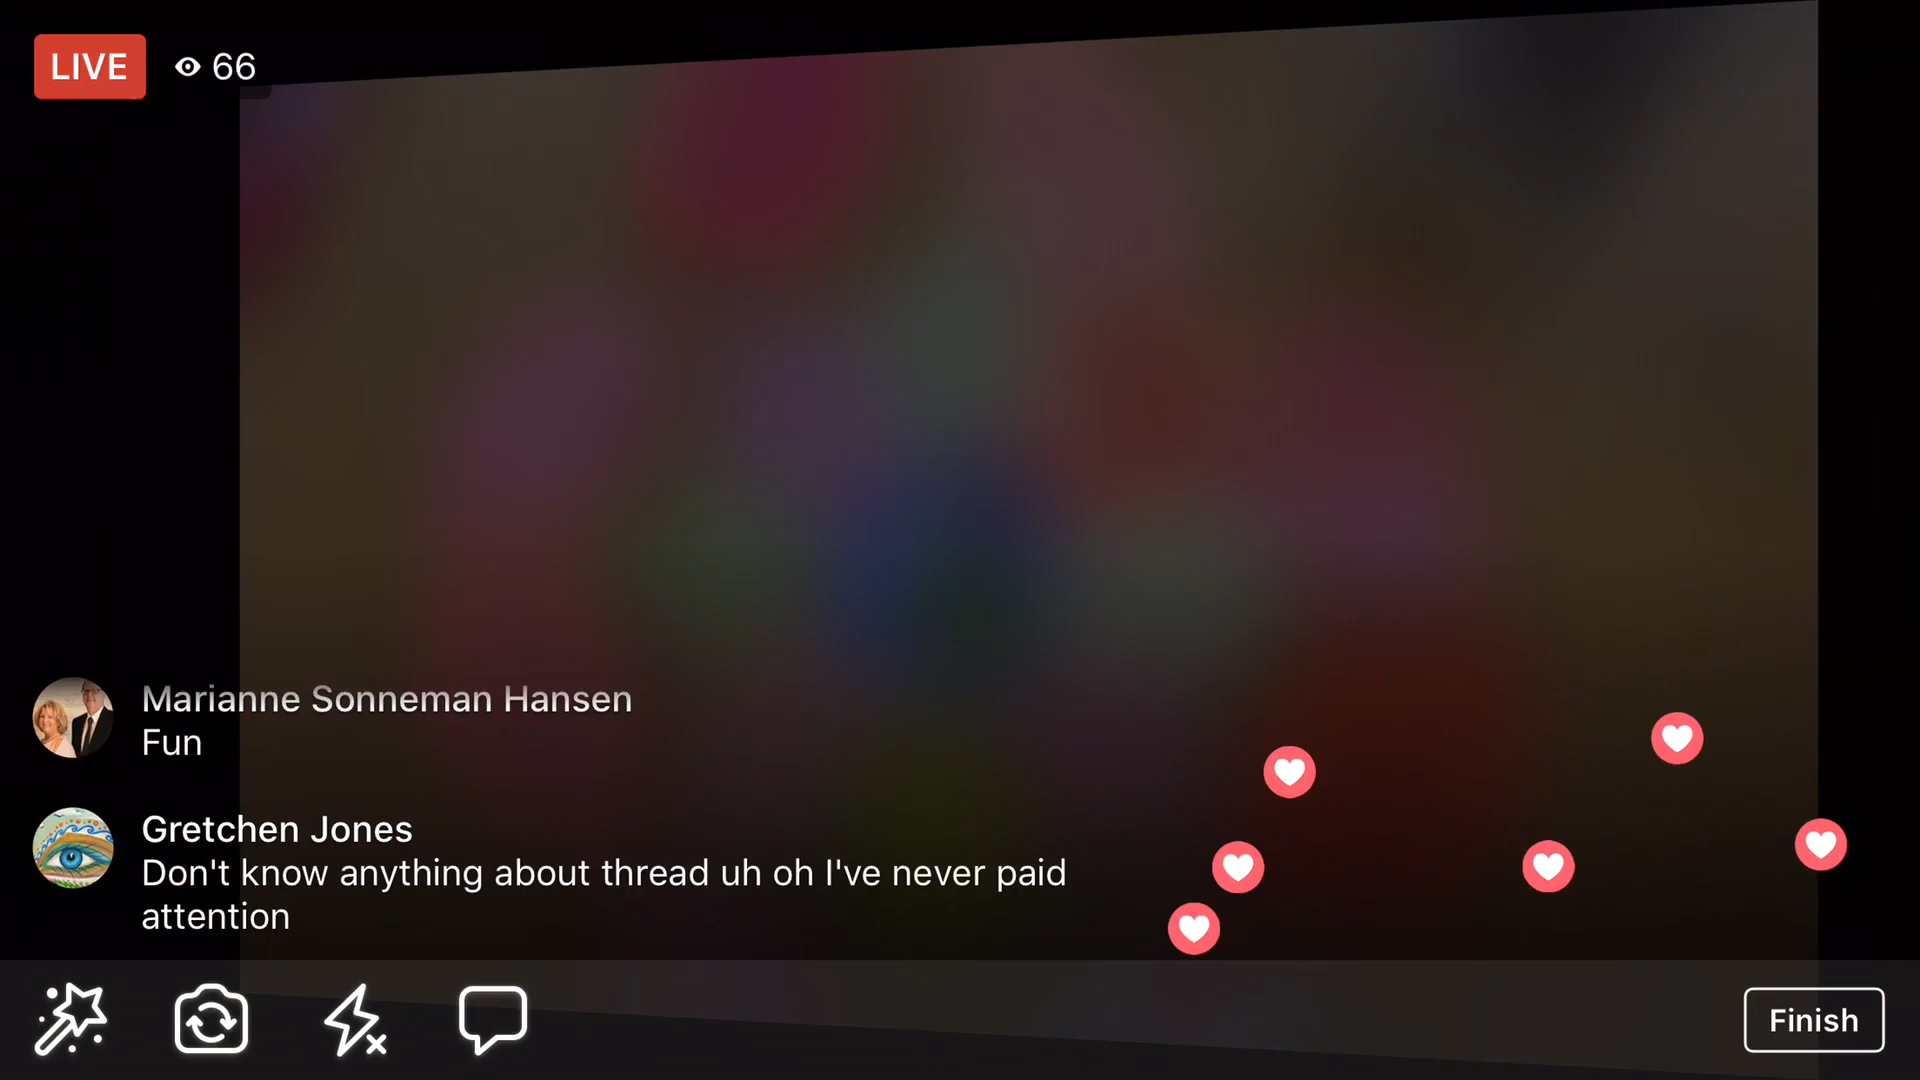 LIVE 66
Marianne Sonneman Hansen
Fun
Gretchen Jones
Don't know anything about thread uh oh I've never paid
attention
Finish